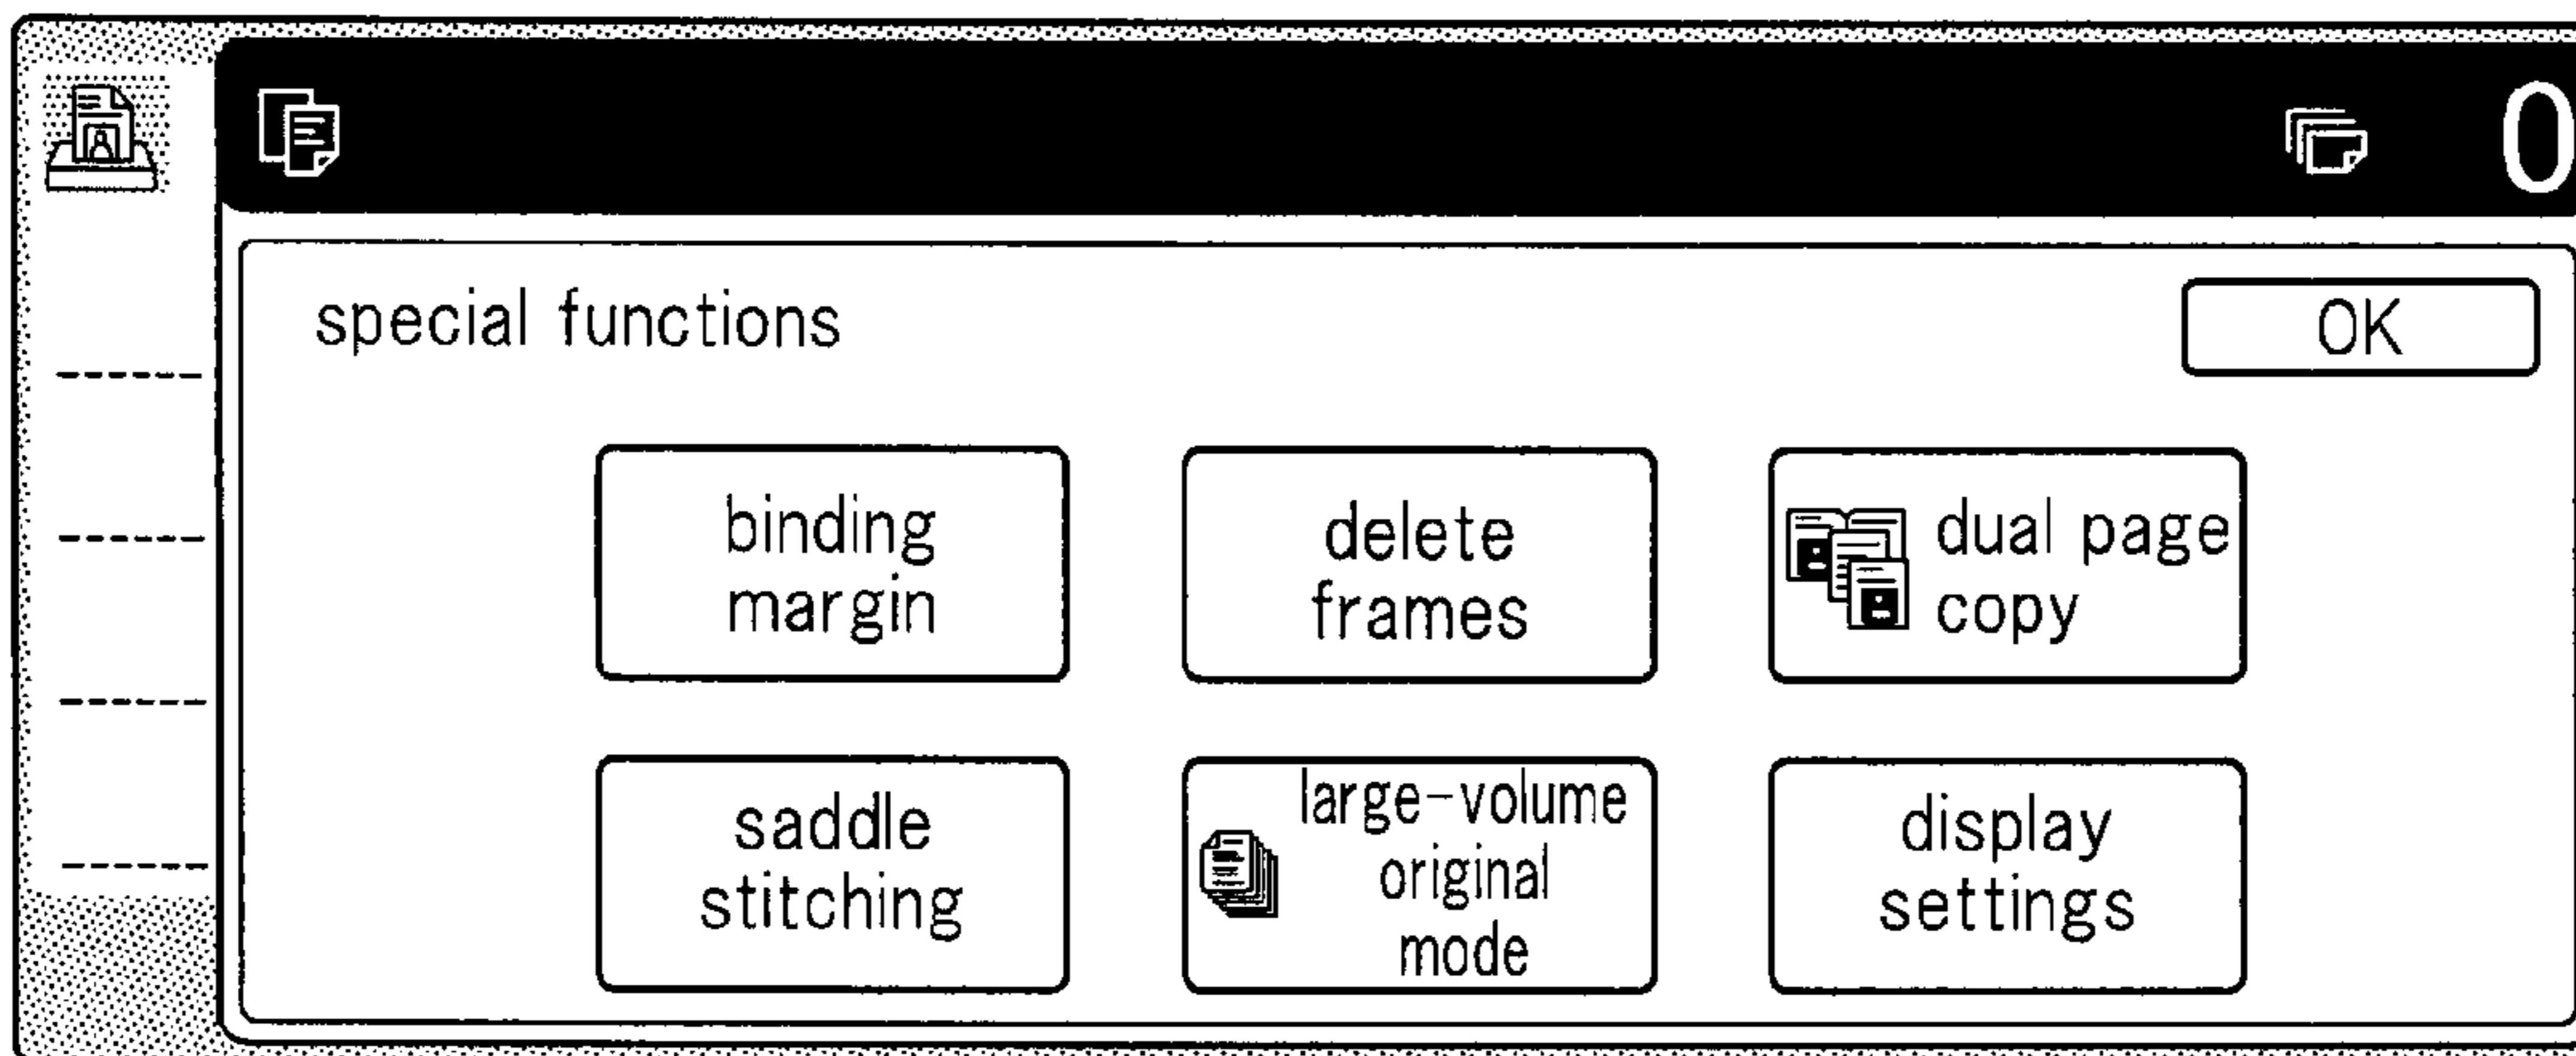 0
special functions
OK
binding
margin
delete
frames
dual page
copy
saddle
stitching
large-volume
original
mode
display
settings